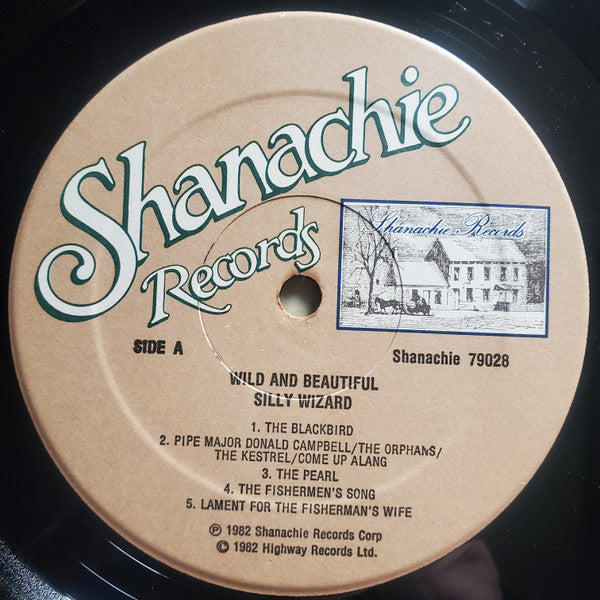 Shanachie
Records
Shanachie Records
SIDE A
Shanachie 79028
WILD AND BEAUTIFUL
SILLY WIZARD
1. THE BLACKBIRD
2. PIPE MAJOR DONALD CAMPBELL/THE ORPHANS/
THE KESTREL/COME UP ALANG
3. THE PEARL
4. THE FISHERMEN'S SONG
5. LAMENT FOR THE FISHERMAN'S WIFE
℗ 1982 Shanachie Records Corp
© 1982 Highway Records Ltd.